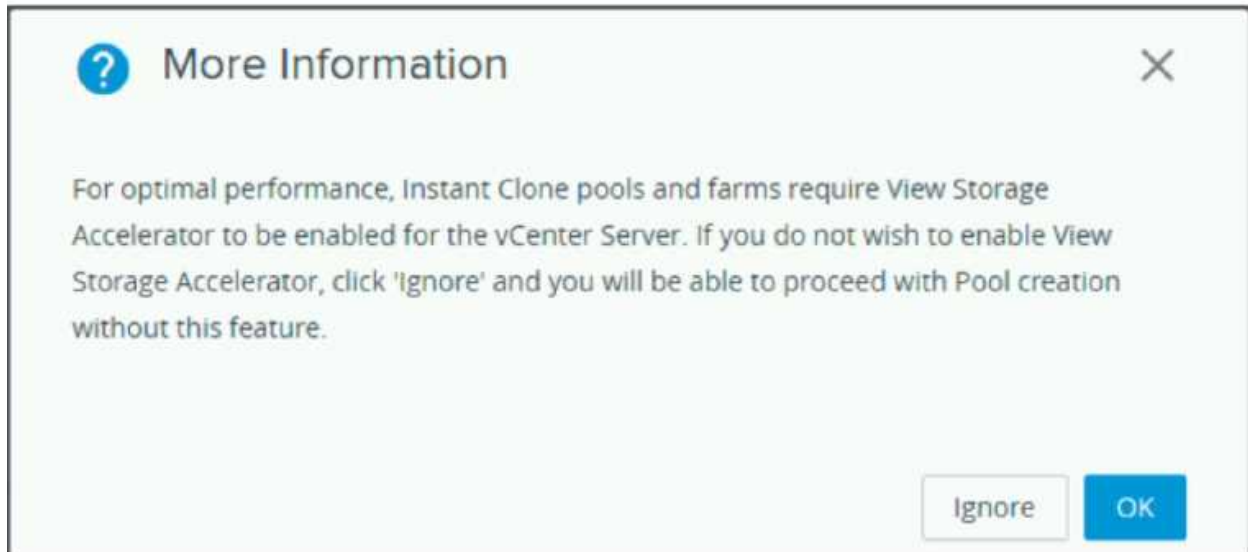 ? More Information
For optimal performance, Instant Clone pools and farms require View Storage
Accelerator to be enabled for the vCenter Server. If you do not wish to enable View
Storage Accelerator, click 'Ignore' and you will be able to proceed with Pool creation
without this feature.
Ignore OK